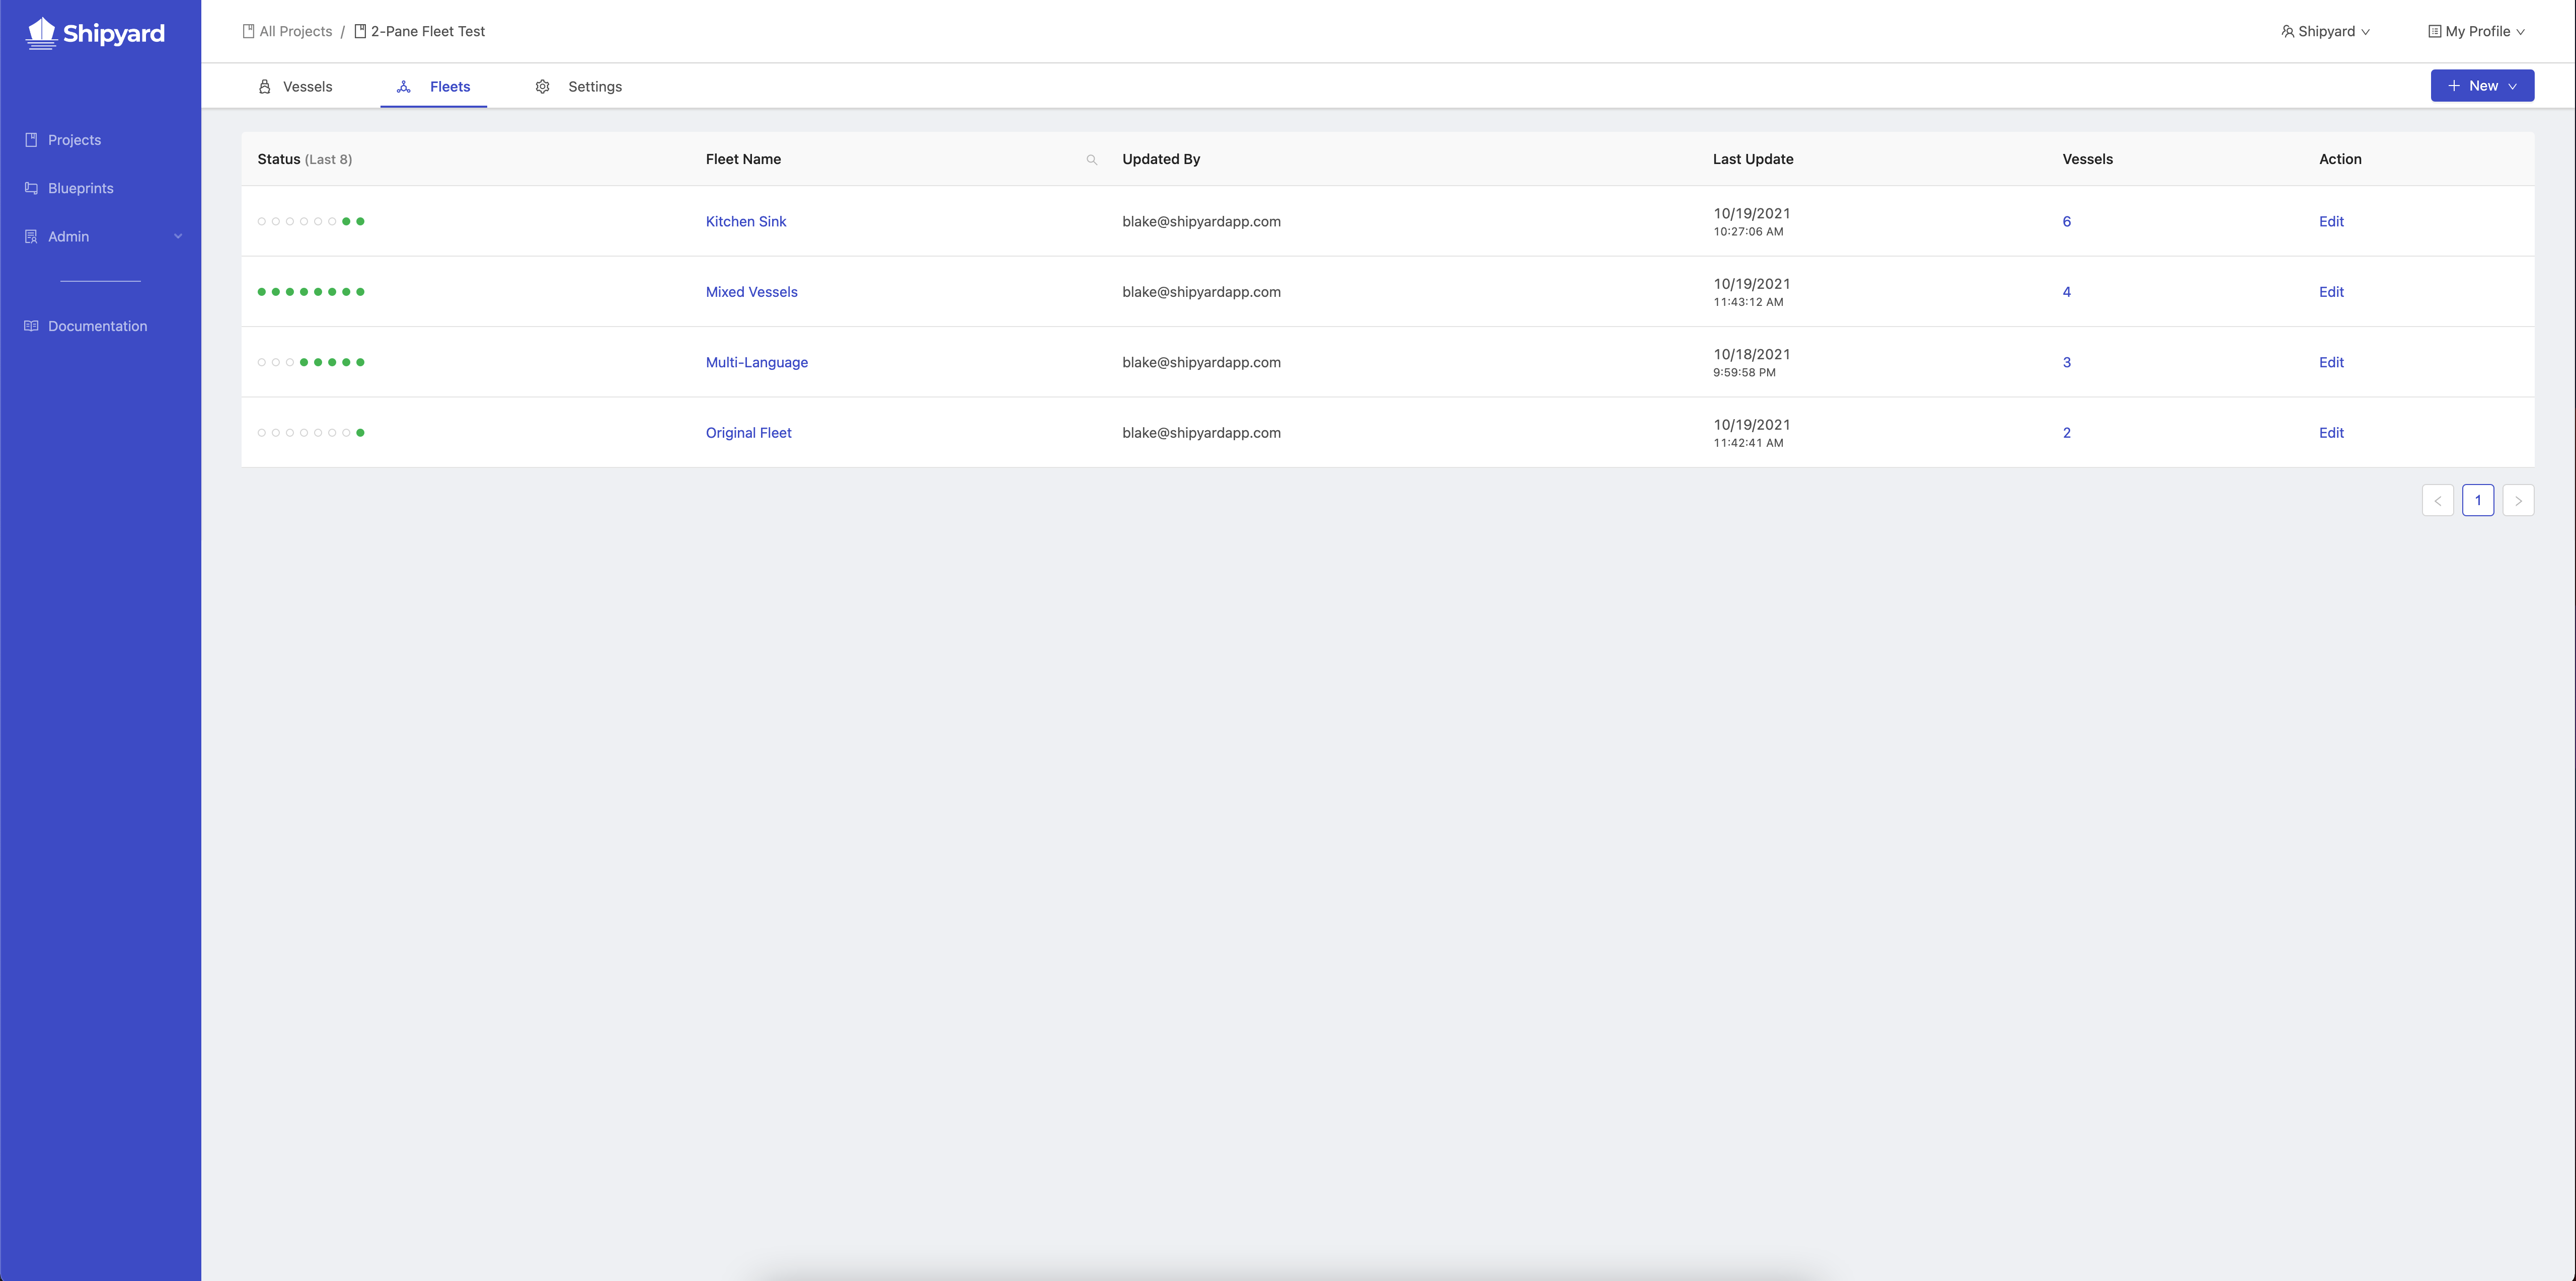 Shipyard
All Projects / 2-Pane Fleet Test
Shipyard
My Profile
Vessels
Fleets
Settings
New
Projects
Blueprints
Admin
Documentation
Status (Last 8) Fleet Name Updated By Last Update Vessels Action
Kitchen Sink blake@shipyardapp.com 10/19/2021 6 Edit
10:27:06 AM
Mixed Vessels blake@shipyardapp.com 10/19/2021 4 Edit
11:43:12 AM
Multi-Language blake@shipyardapp.com 10/18/2021 3 Edit
9:59:58 PM
Original Fleet blake@shipyardapp.com 10/19/2021 2 Edit
11:42:41 AM
< 1 >